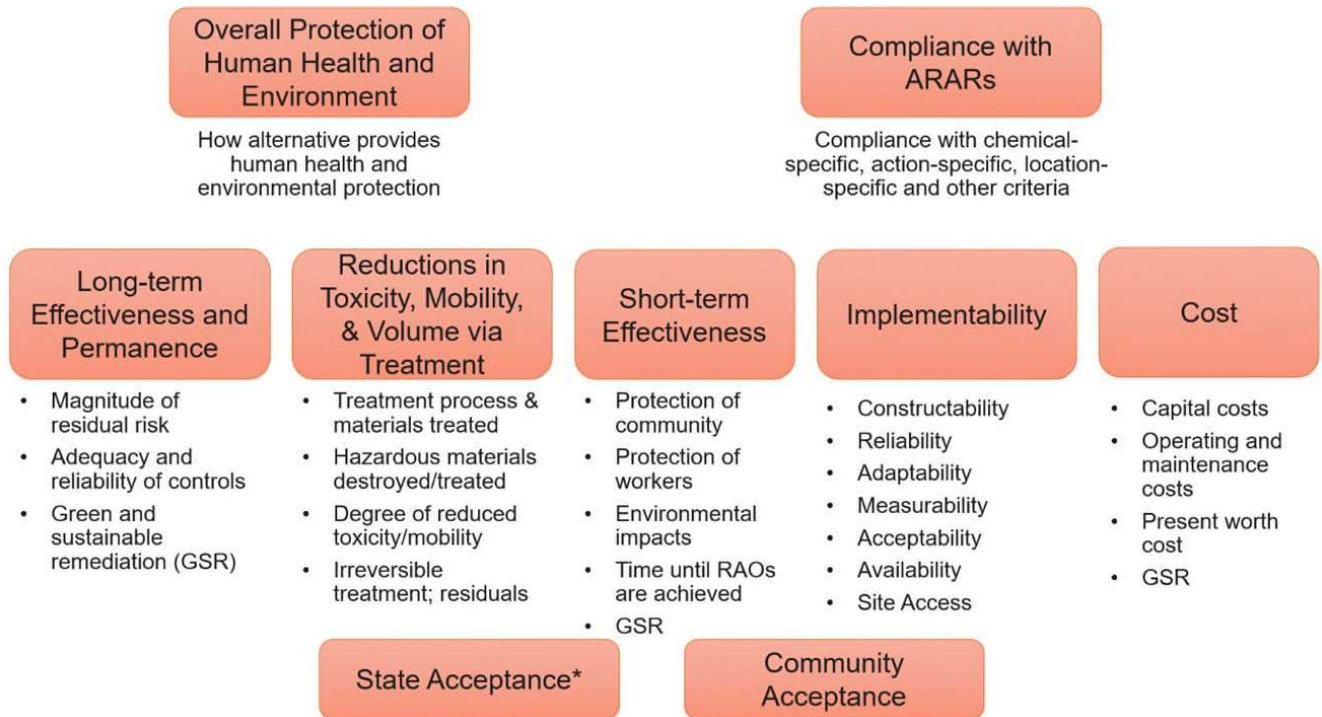 Overall Protection of
Human Health and
Environment
How alternative provides
human health and
environmental protection
Compliance with
ARARs
Compliance with chemical-
specific, action-specific, location-
specific and other criteria
Long-term
Effectiveness and
Permanence
• Magnitude of
residual risk
• Adequacy and
reliability of controls
• Green and
sustainable
remediation (GSR)
Reductions in
Toxicity, Mobility,
& Volume via
Treatment
• Treatment process &
materials treated
• Hazardous materials
destroyed/treated
• Degree of reduced
toxicity/mobility
• Irreversible
treatment; residuals
Short-term
Effectiveness
• Protection of
community
• Protection of
workers
• Environmental
impacts
• Time until RAOs
are achieved
• GSR
Implementability
• Constructability
• Reliability
• Adaptability
• Measurability
• Acceptability
• Availability
• Site Access
Cost
• Capital costs
• Operating and
maintenance
costs
• Present worth
cost
• GSR
State Acceptance*
Community
Acceptance